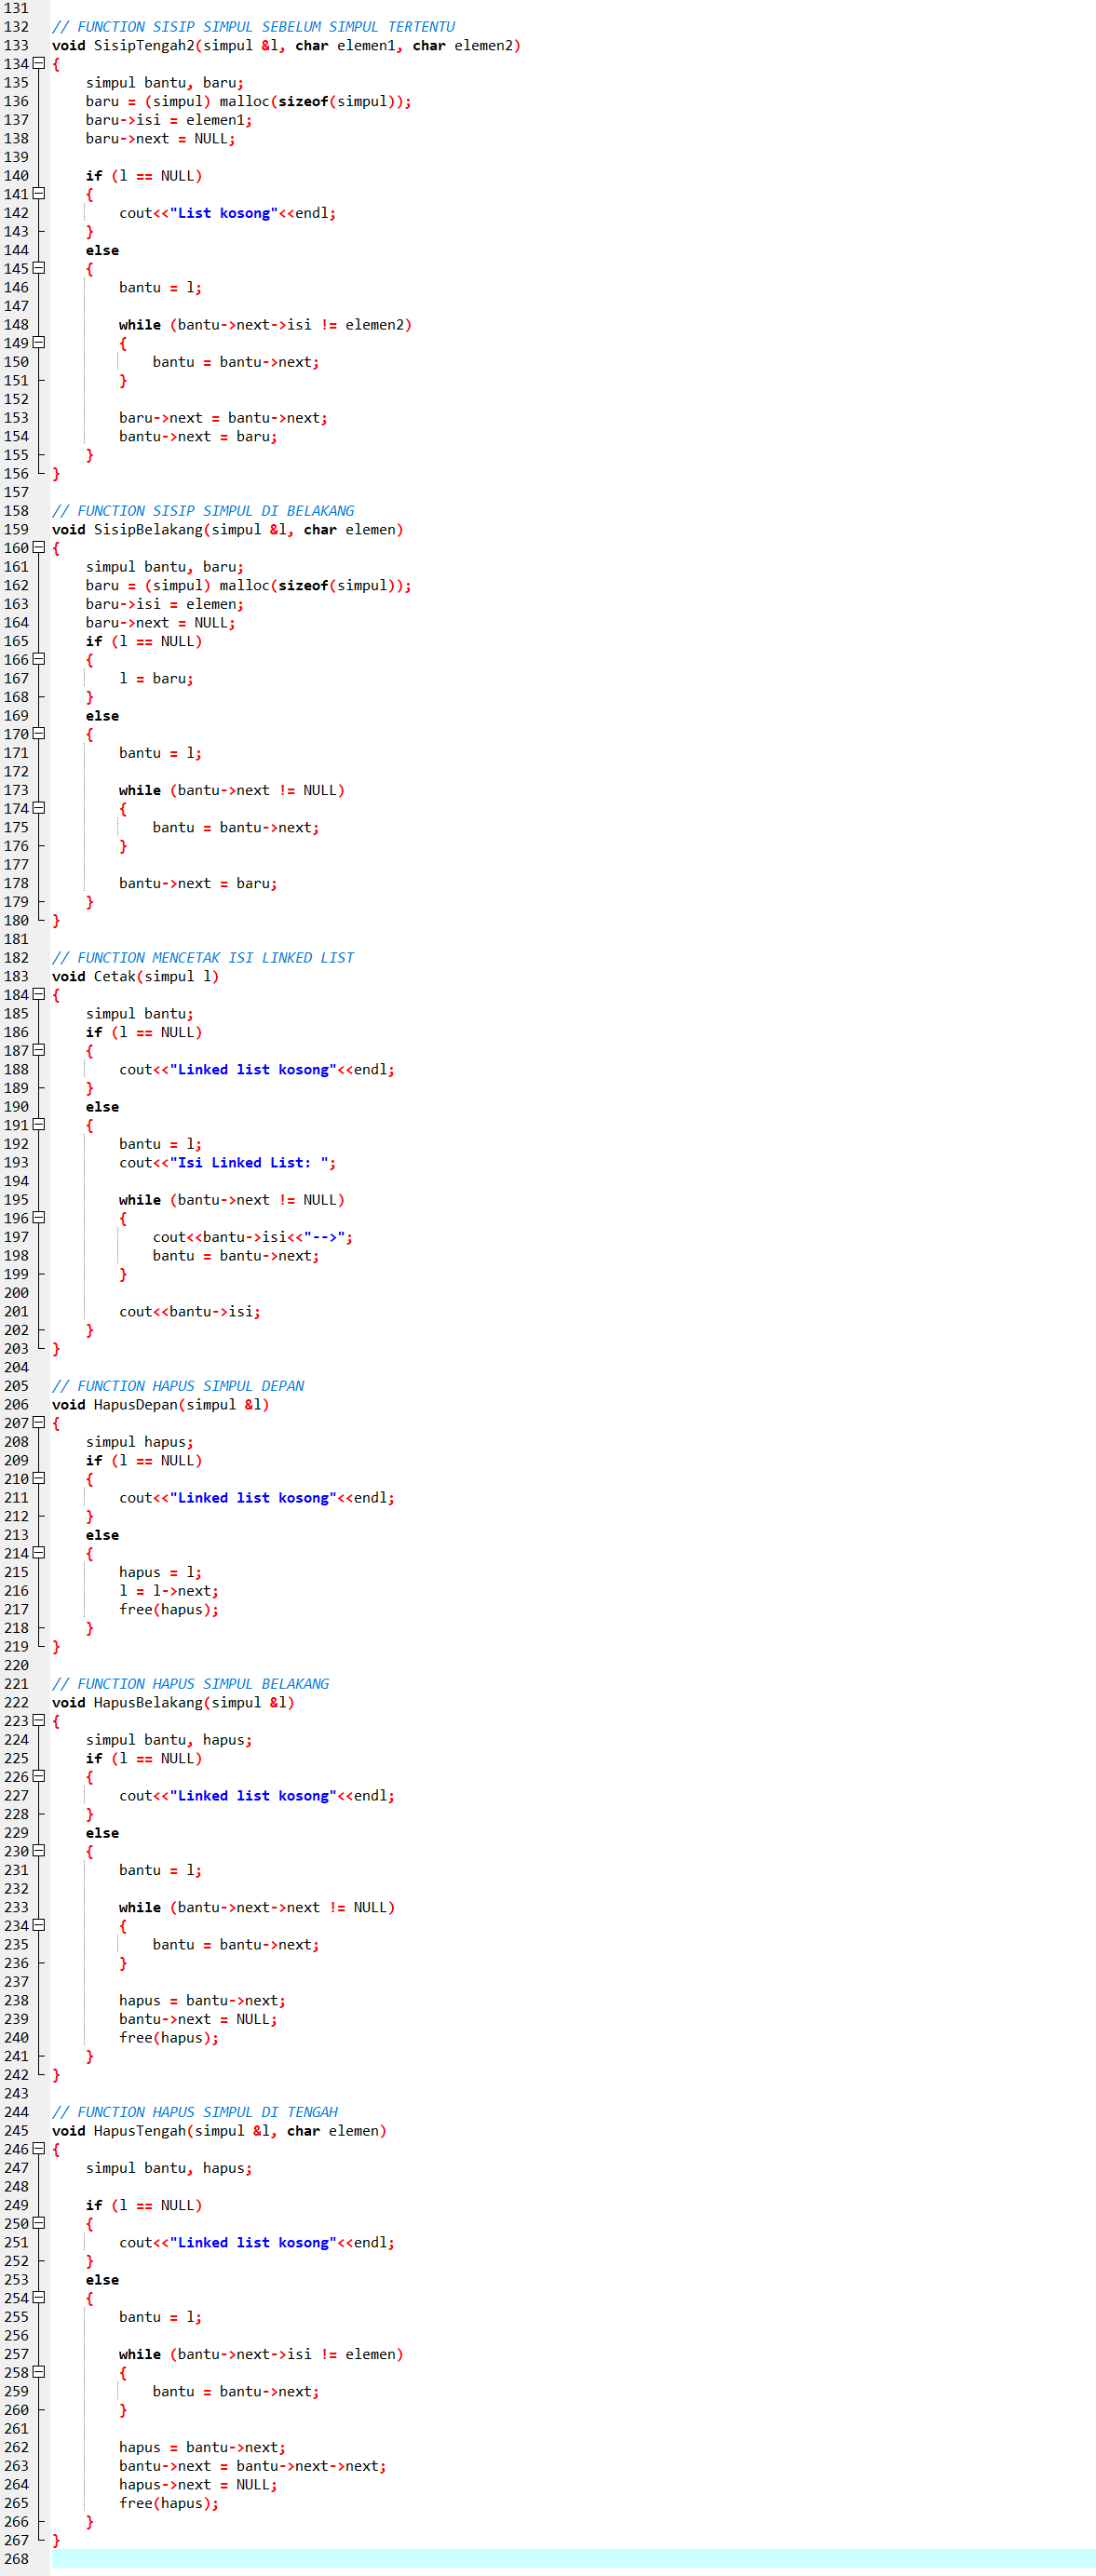 131
132 // FUNCTION SISIP SIMPUL SEBELUM SIMPUL TERTENTU
133 void SisipTengah2(simpul &l, char elemen1, char elemen2)
134 {
135     simpul bantu, baru;
136     baru = (simpul) malloc(sizeof(simpul));
137     baru->isi = elemen1;
138     baru->next = NULL;
139
140     if (l == NULL)
141     {
142         cout<<"List kosong"<<endl;
143     }
144     else
145     {
146         bantu = l;
147
148         while (bantu->next->isi != elemen2)
149         {
150             bantu = bantu->next;
151         }
152
153         baru->next = bantu->next;
154         bantu->next = baru;
155     }
156 }
157
158 // FUNCTION SISIP SIMPUL DI BELAKANG
159 void SisipBelakang(simpul &l, char elemen)
160 {
161     simpul bantu, baru;
162     baru = (simpul) malloc(sizeof(simpul));
163     baru->isi = elemen;
164     baru->next = NULL;
165     if (l == NULL)
166     {
167         l = baru;
168     }
169     else
170     {
171         bantu = l;
172
173         while (bantu->next != NULL)
174         {
175             bantu = bantu->next;
176         }
177
178         bantu->next = baru;
179     }
180 }
181
182 // FUNCTION MENCETAK ISI LINKED LIST
183 void Cetak(simpul l)
184 {
185     simpul bantu;
186     if (l == NULL)
187     {
188         cout<<"Linked list kosong"<<endl;
189     }
190     else
191     {
192         bantu = l;
193         cout<<"Isi Linked List: ";
194
195         while (bantu->next != NULL)
196         {
197             cout<<bantu->isi<<"-->";
198             bantu = bantu->next;
199         }
200
201         cout<<bantu->isi;
202     }
203 }
204
205 // FUNCTION HAPUS SIMPUL DEPAN
206 void HapusDepan(simpul &l)
207 {
208     simpul hapus;
209     if (l == NULL)
210     {
211         cout<<"Linked list kosong"<<endl;
212     }
213     else
214     {
215         hapus = l;
216         l = l->next;
217         free(hapus);
218     }
219 }
220
221 // FUNCTION HAPUS SIMPUL BELAKANG
222 void HapusBelakang(simpul &l)
223 {
224     simpul bantu, hapus;
225     if (l == NULL)
226     {
227         cout<<"Linked list kosong"<<endl;
228     }
229     else
230     {
231         bantu = l;
232
233         while (bantu->next->next != NULL)
234         {
235             bantu = bantu->next;
236         }
237
238         hapus = bantu->next;
239         bantu->next = NULL;
240         free(hapus);
241     }
242 }
243
244 // FUNCTION HAPUS SIMPUL DI TENGAH
245 void HapusTengah(simpul &l, char elemen)
246 {
247     simpul bantu, hapus;
248
249     if (l == NULL)
250     {
251         cout<<"Linked list kosong"<<endl;
252     }
253     else
254     {
255         bantu = l;
256
257         while (bantu->next->isi != elemen)
258         {
259             bantu = bantu->next;
260         }
261
262         hapus = bantu->next;
263         bantu->next = bantu->next->next;
264         hapus->next = NULL;
265         free(hapus);
266     }
267 }
268